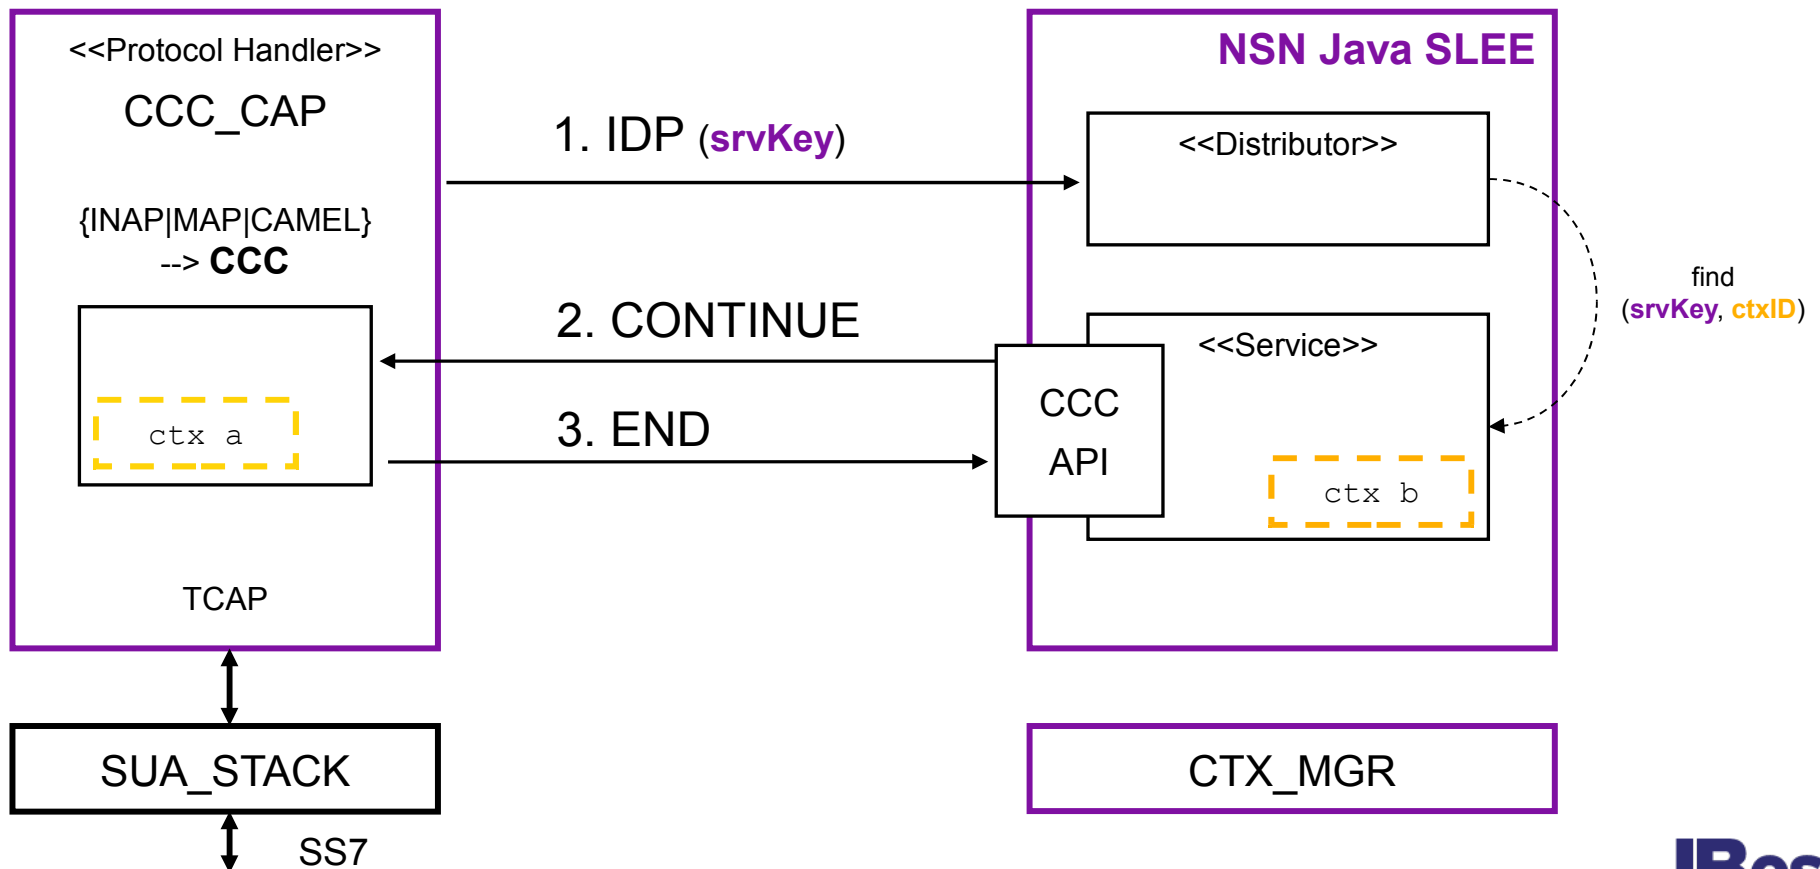 <<Protocol Handler>>
CCC_CAP
{INAP|MAP|CAMEL}
--> CCC
ctx a
TCAP
SUA_STACK
SS7
1. IDP (srvKey)
2. CONTINUE
3. END
NSN Java SLEE
<<Distributor>>
find
(srvKey, ctxID)
<<Service>>
CCC
API
ctx b
CTX_MGR